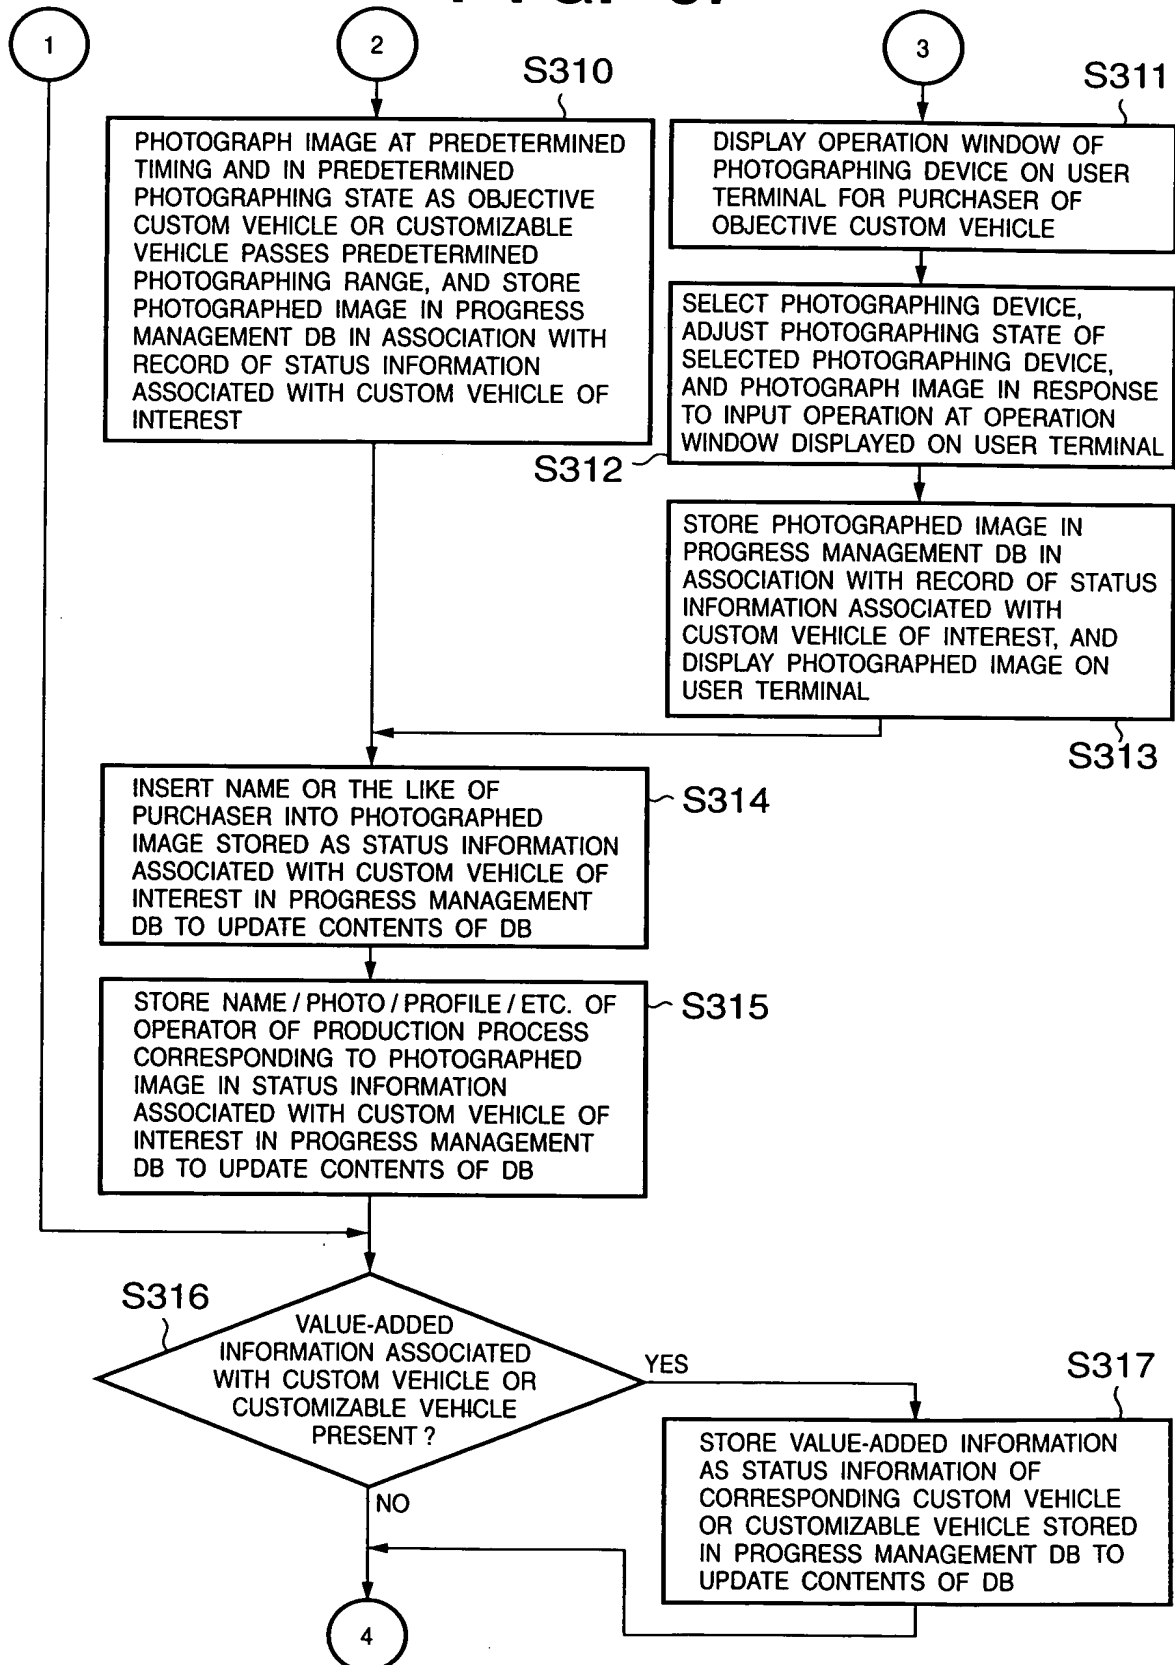 1
2
3
S310
PHOTOGRAPH IMAGE AT PREDETERMINED
TIMING AND IN PREDETERMINED
PHOTOGRAPHING STATE AS OBJECTIVE
CUSTOM VEHICLE OR CUSTOMIZABLE
VEHICLE PASSES PREDETERMINED
PHOTOGRAPHING RANGE, AND STORE
PHOTOGRAPHED IMAGE IN PROGRESS
MANAGEMENT DB IN ASSOCIATION WITH
RECORD OF STATUS INFORMATION
ASSOCIATED WITH CUSTOM VEHICLE OF
INTEREST
S311
DISPLAY OPERATION WINDOW OF
PHOTOGRAPHING DEVICE ON USER
TERMINAL FOR PURCHASER OF
OBJECTIVE CUSTOM VEHICLE
SELECT PHOTOGRAPHING DEVICE,
ADJUST PHOTOGRAPHING STATE OF
SELECTED PHOTOGRAPHING DEVICE,
AND PHOTOGRAPH IMAGE IN RESPONSE
TO INPUT OPERATION AT OPERATION
WINDOW DISPLAYED ON USER TERMINAL
S312
STORE PHOTOGRAPHED IMAGE IN
PROGRESS MANAGEMENT DB IN
ASSOCIATION WITH RECORD OF STATUS
INFORMATION ASSOCIATED WITH
CUSTOM VEHICLE OF INTEREST, AND
DISPLAY PHOTOGRAPHED IMAGE ON
USER TERMINAL
S313
INSERT NAME OR THE LIKE OF
PURCHASER INTO PHOTOGRAPHED
IMAGE STORED AS STATUS INFORMATION
ASSOCIATED WITH CUSTOM VEHICLE OF
INTEREST IN PROGRESS MANAGEMENT
DB TO UPDATE CONTENTS OF DB
S314
STORE NAME / PHOTO / PROFILE / ETC. OF
OPERATOR OF PRODUCTION PROCESS
CORRESPONDING TO PHOTOGRAPHED
IMAGE IN STATUS INFORMATION
ASSOCIATED WITH CUSTOM VEHICLE OF
INTEREST IN PROGRESS MANAGEMENT
DB TO UPDATE CONTENTS OF DB
S315
S316
VALUE-ADDED
INFORMATION ASSOCIATED
WITH CUSTOM VEHICLE OR
CUSTOMIZABLE VEHICLE
PRESENT ?
YES
NO
S317
STORE VALUE-ADDED INFORMATION
AS STATUS INFORMATION OF
CORRESPONDING CUSTOM VEHICLE
OR CUSTOMIZABLE VEHICLE STORED
IN PROGRESS MANAGEMENT DB TO
UPDATE CONTENTS OF DB
4